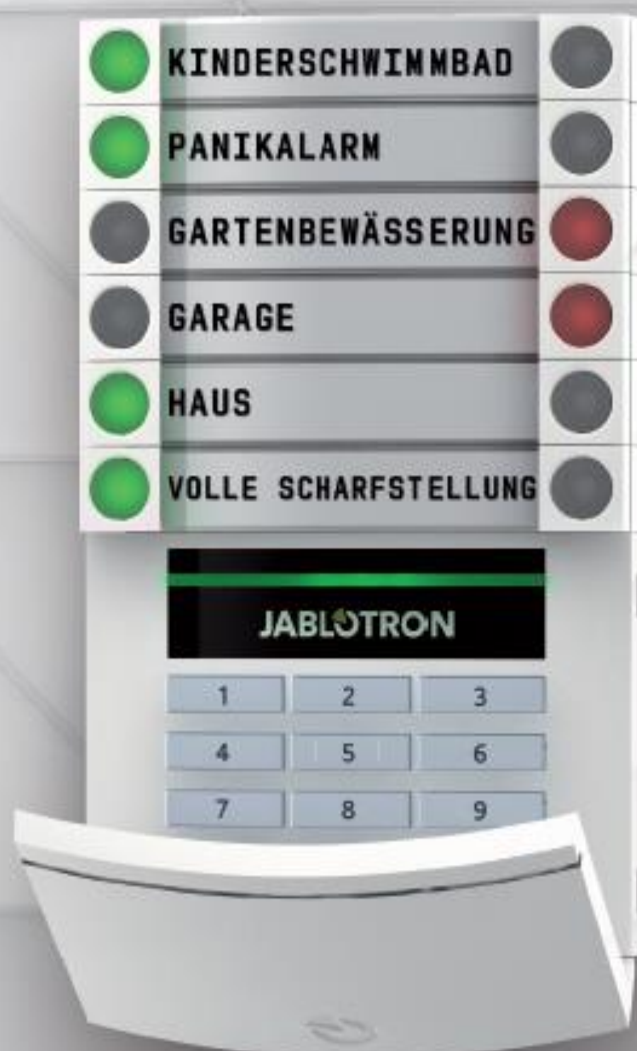 KINDERSCHWIMMBAD
PANIKALARM
GARTENBEWÄSSERUNG
GARAGE
HAUS
VOLLE SCHARFSTELLUNG
JABLOTRON
1 2 3
4 5 6
7 8 9